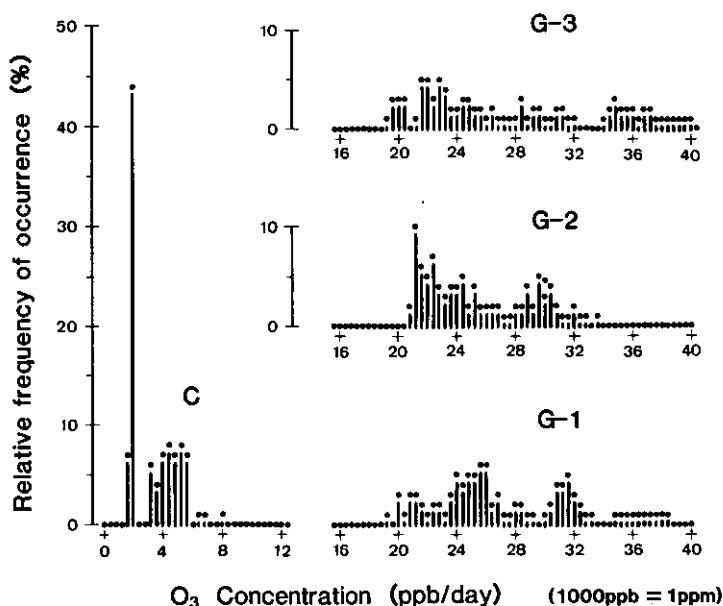 Relative frequency of occurrence (%)
50
40
30
20
10
0
C
0 4 8 12
G-3
10
0
16 20 24 28 32 36 40
G-2
10
0
16 20 24 28 32 36 40
G-1
16 20 24 28 32 36 40
O₃ Concentration (ppb/day) (1000ppb = 1ppm)